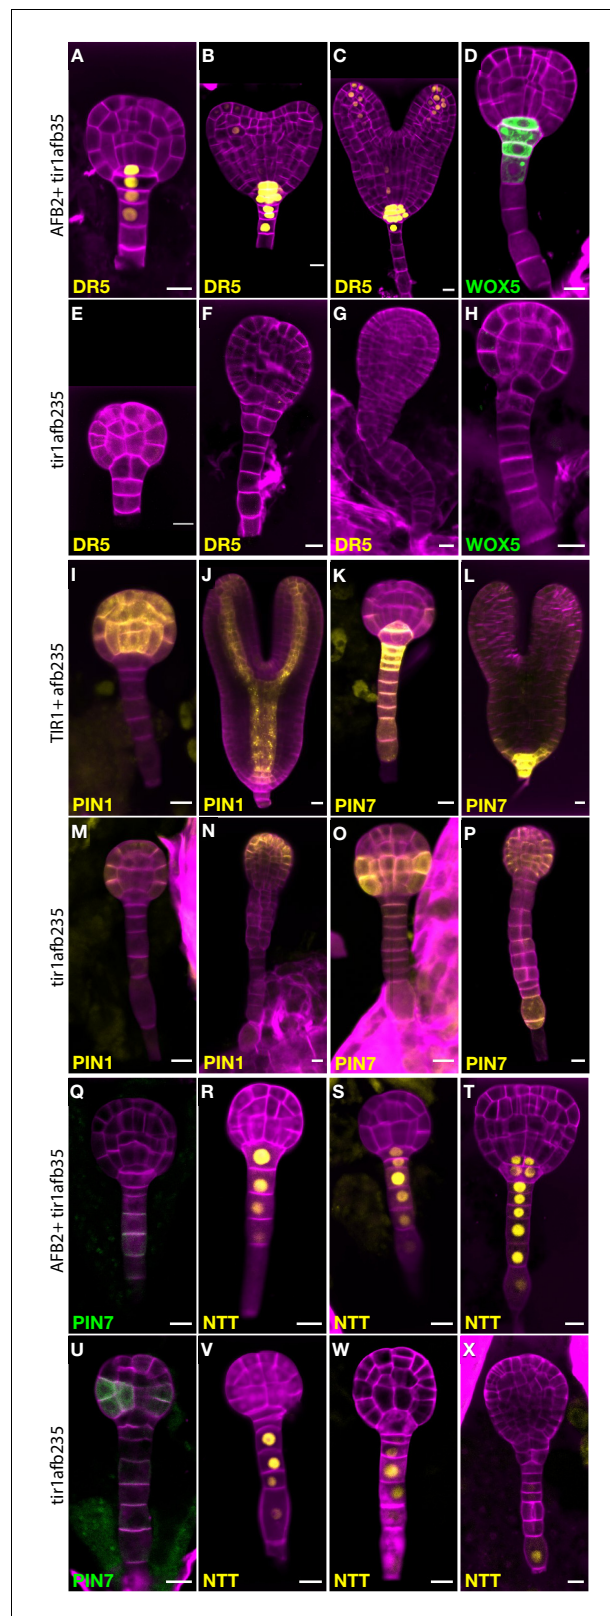 A B C D
AFB2+ tir1afb35
DR5 DR5 DR5 WOX5
E F G H
tir1afb235
DR5 DR5 DR5 WOX5
I J K L
TIR1+ afb235
PIN1 PIN1 PIN7 PIN7
M N O P
tir1afb235
PIN1 PIN1 PIN7 PIN7
Q R S T
AFB2+ tir1afb35
PIN7 NTT NTT NTT
U V W X
tir1afb235
PIN7 NTT NTT NTT